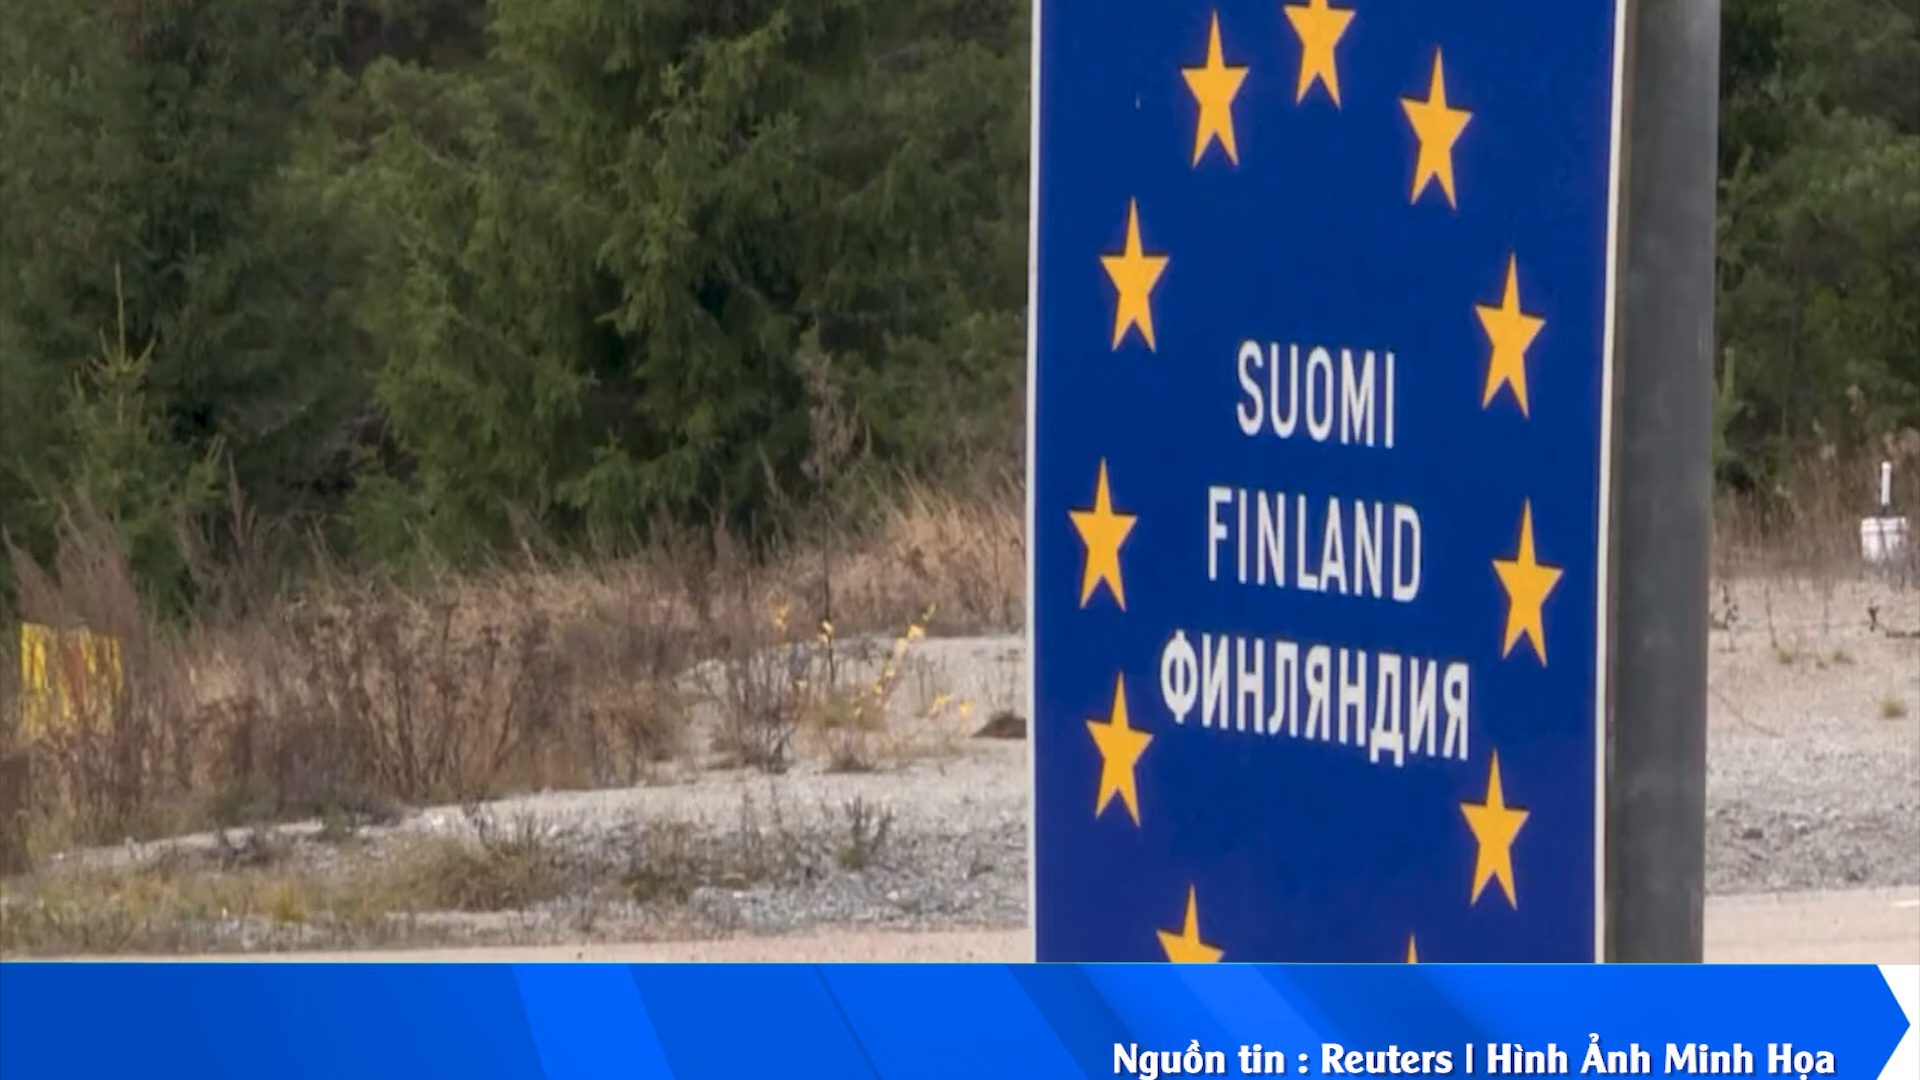 SUOMI
FINLAND
ФИНЛЯНДИЯ
Nguồn tin : Reuters | Hình Ảnh Minh Họa